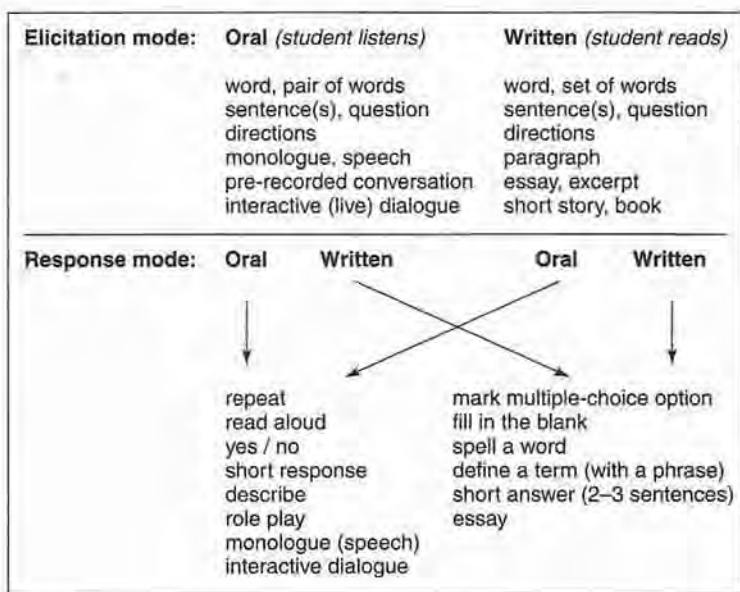 Elicitation mode: Oral (student listens) Written (student reads)
word, pair of words word, set of words
sentence(s), question sentence(s), question
directions directions
monologue, speech paragraph
pre-recorded conversation essay, excerpt
interactive (live) dialogue short story, book
Response mode: Oral Written Oral Written
repeat mark multiple-choice option
read aloud fill in the blank
yes / no spell a word
short response define a term (with a phrase)
describe short answer (2–3 sentences)
role play essay
monologue (speech)
interactive dialogue